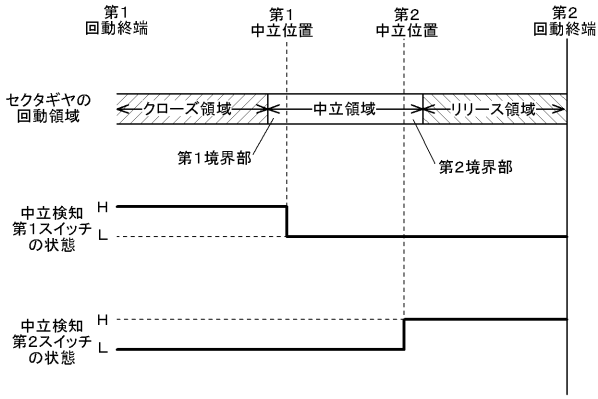 第1
回動終端
第1
中立位置
第2
中立位置
第2
回動終端
セクタギヤの
回動領域
クローズ領域
中立領域
リリース領域
第1境界部
第2境界部
中立検知
第1スイッチ
の状態
H
L
中立検知
第2スイッチ
の状態
H
L